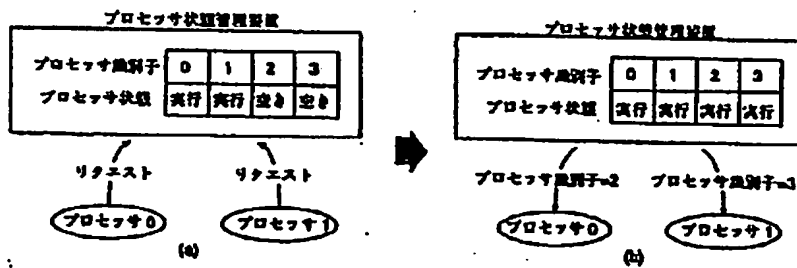 プロセッサ状態管理装置
プロセッサ識別子 0 1 2 3
プロセッサ状態 実行 実行 空き 空き
リクエスト リクエスト
プロセッサ0 プロセッサ1
(a)
プロセッサ状態管理装置
プロセッサ識別子 0 1 2 3
プロセッサ状態 実行 実行 実行 実行
プロセッサ識別子=2 プロセッサ識別子=3
プロセッサ0 プロセッサ1
(b)